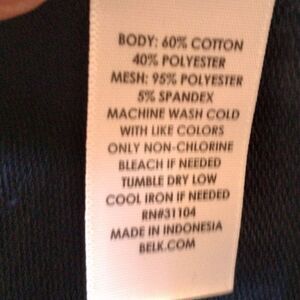 BODY: 60% COTTON
40% POLYESTER
MESH: 95% POLYESTER
5% SPANDEX
MACHINE WASH COLD
WITH LIKE COLORS
ONLY NON-CHLORINE
BLEACH IF NEEDED
TUMBLE DRY LOW
COOL IRON IF NEEDED
RN#31104
MADE IN INDONESIA
BELK.COM